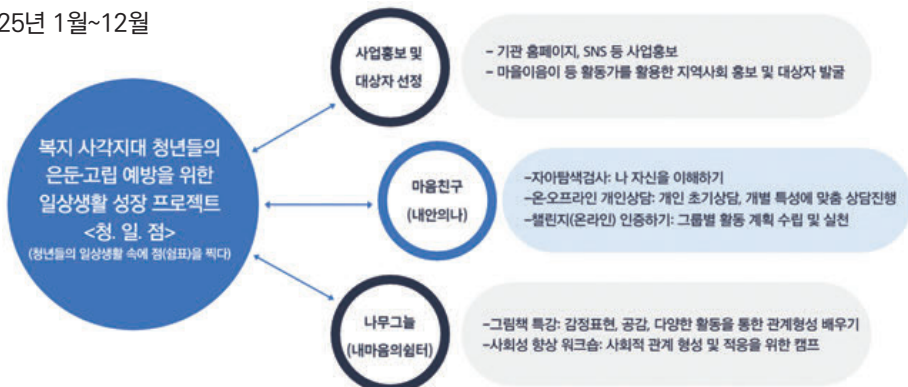 25년 1월~12월
복지 사각지대 청년들의
은둔·고립 예방을 위한
일상생활 성장 프로젝트
<청. 일. 점>
(청년들의 일상생활 속에 점(쉼표)을 찍다)
사업홍보 및
대상자 선정
- 기관 홈페이지, SNS 등 사업홍보
- 마을이음이 등 활동가를 활용한 지역사회 홍보 및 대상자 발굴
마음친구
(내안의나)
-자아탐색검사: 나 자신을 이해하기
-온·오프라인 개인상담: 개인 초기상담, 개별 특성에 맞춤 상담진행
-챌린지(온라인) 인증하기: 그룹별 활동 계획 수립 및 실천
나무그늘
(내마음의쉼터)
-그림책 특강: 감정표현, 공감, 다양한 활동을 통한 관계형성 배우기
-사회성 향상 워크숍: 사회적 관계 형성 및 적응을 위한 캠프